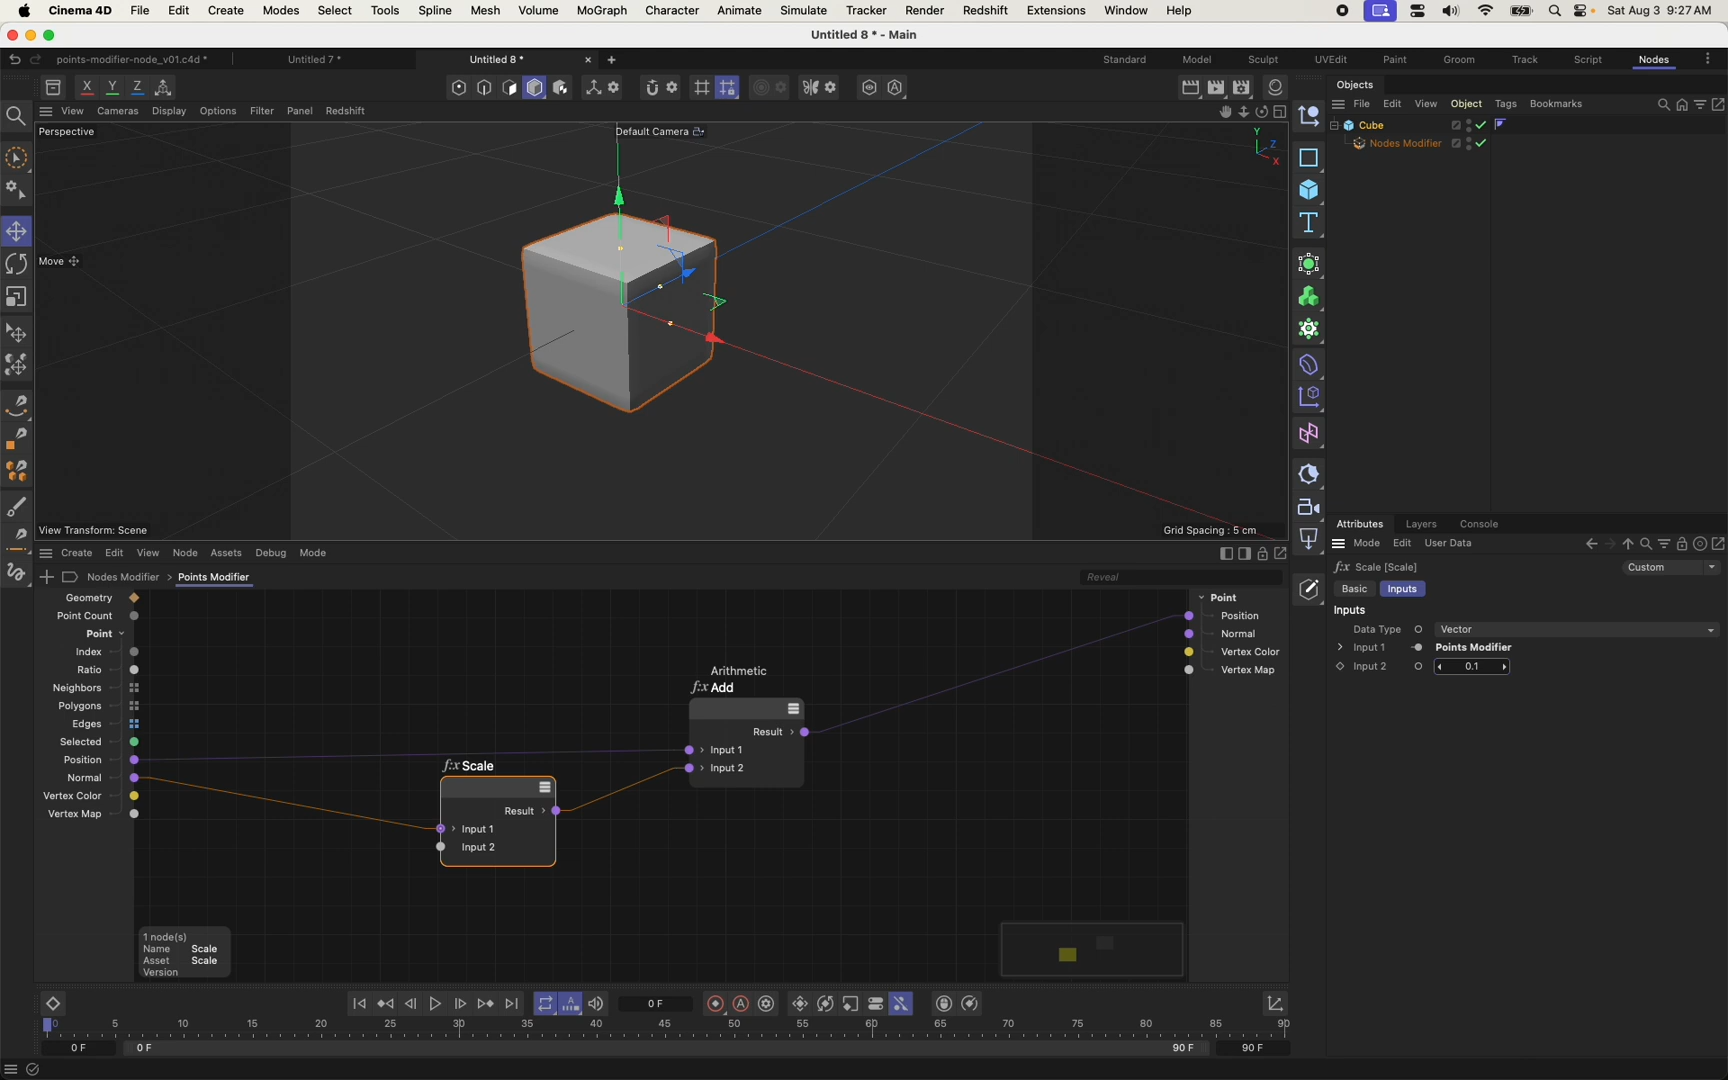 Cinema 4D File Edit Create Modes Select Tools Spline Mesh Volume MoGraph Character Animate Simulate Tracker Render Redshift Extensions Window Help Sat Aug 3 9:27 AM
Untitled 8 * - Main
points-modifier-node_v01.c4d * Untitled 7 * Untitled 8 * × + Standard Model Sculpt UVEdit Paint Groom Track Script Nodes
X Y Z
Objects
View Cameras Display Options Filter Panel Redshift
File Edit View Object Tags Bookmarks
Perspective
Default Camera
Y
Z
X
Cube
Nodes Modifier
Move
View Transform: Scene
Grid Spacing : 5 cm
Attributes Layers Console
Mode Edit User Data
f:x Scale [Scale]
Custom
Basic Inputs
Inputs
Data Type Vector
Input 1 Points Modifier
Input 2 0.1
Create Edit View Node Assets Debug Mode
Nodes Modifier > Points Modifier
Reveal
Geometry
Point Count
Point
Index
Ratio
Neighbors
Polygons
Edges
Selected
Position
Normal
Vertex Color
Vertex Map
f:x Scale
Result
Input 1
Input 2
Arithmetic
f:x Add
Result
Input 1
Input 2
Point
Position
Normal
Vertex Color
Vertex Map
1 node(s)
Name Scale
Asset Scale
Version
0 F
0 5 10 15 20 25 30 35 40 45 50 55 60 65 70 75 80 85 90
0 F 0 F 90 F 90 F